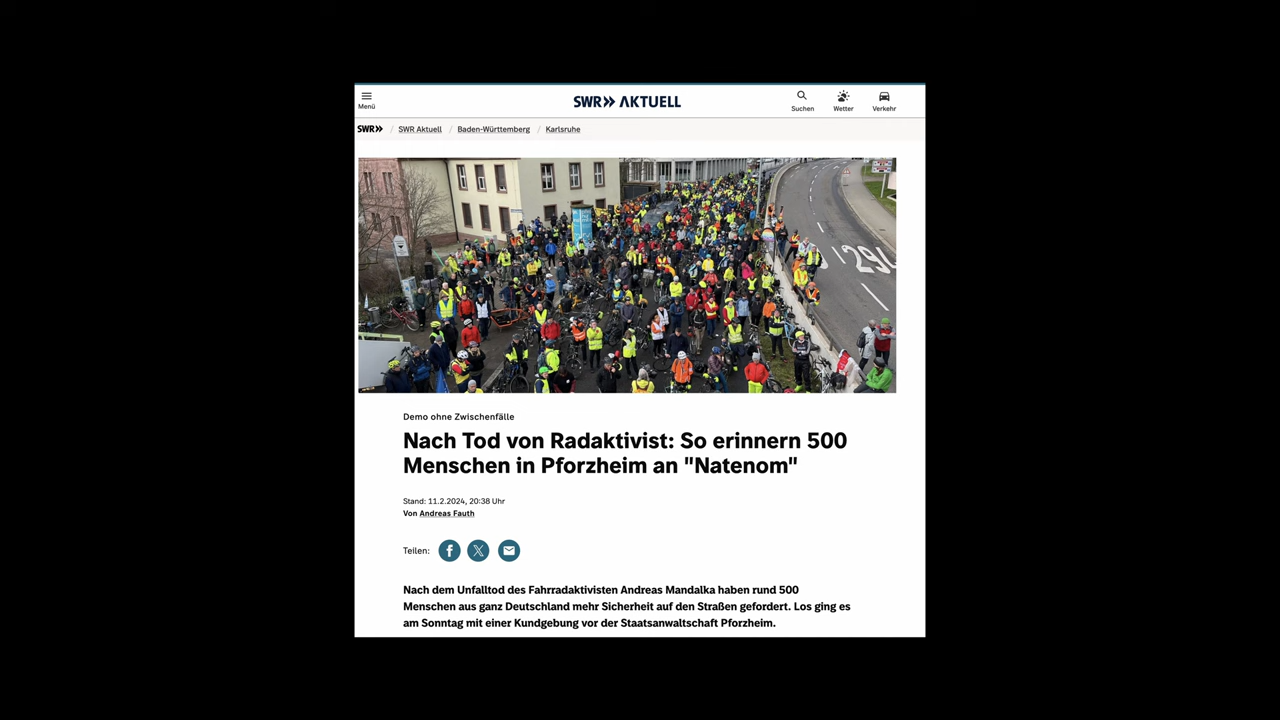 Menü
SWR» AKTUELL
Suchen
Wetter
Verkehr
SWR» / SWR Aktuell / Baden-Württemberg / Karlsruhe
294
Demo ohne Zwischenfälle
Nach Tod von Radaktivist: So erinnern 500
Menschen in Pforzheim an "Natenom"
Stand: 11.2.2024, 20:38 Uhr
Von Andreas Fauth
Teilen:
Nach dem Unfalltod des Fahrradaktivisten Andreas Mandalka haben rund 500
Menschen aus ganz Deutschland mehr Sicherheit auf den Straßen gefordert. Los ging es
am Sonntag mit einer Kundgebung vor der Staatsanwaltschaft Pforzheim.